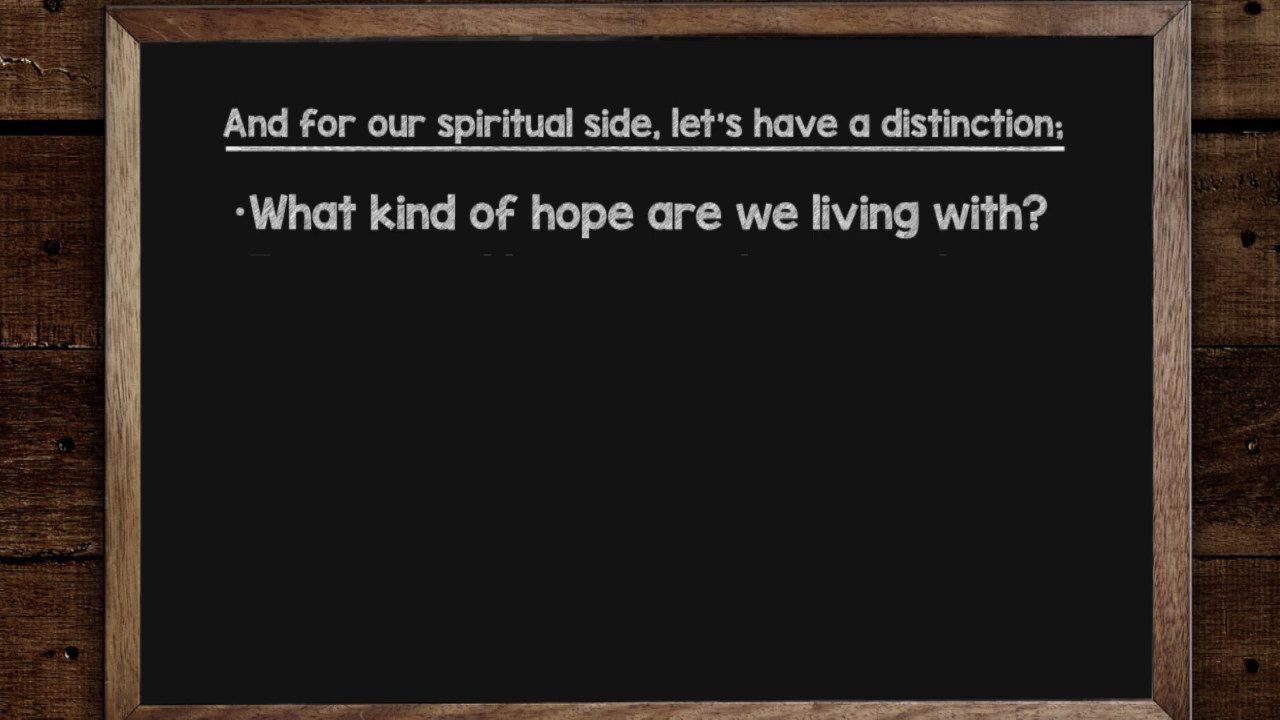 And for our spiritual side, let's have a distinction;
•What kind of hope are we living with?